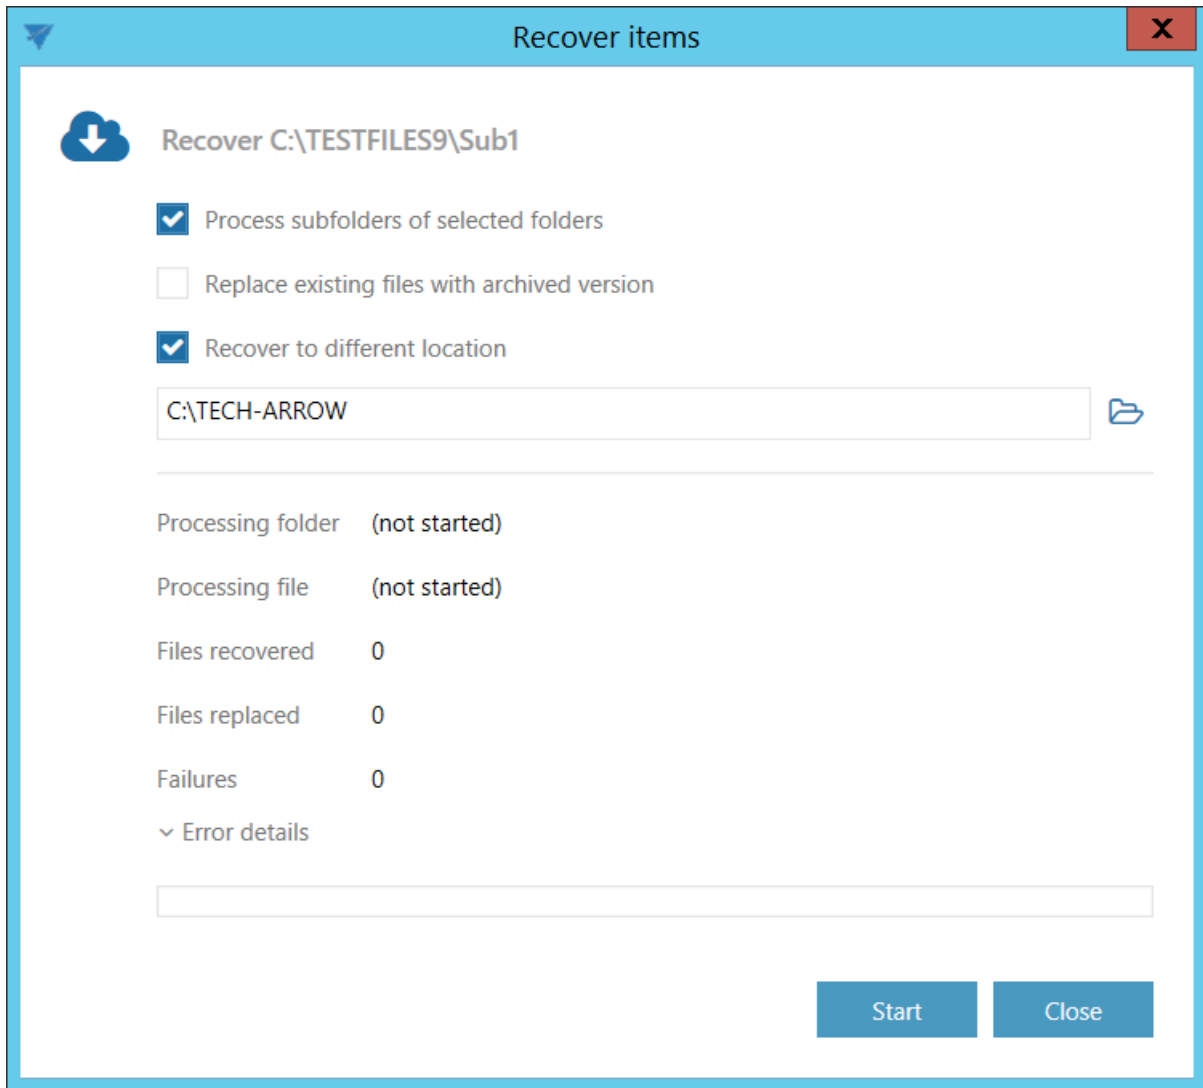 Recover items
X
Recover C:\TESTFILES9\Sub1
Process subfolders of selected folders
Replace existing files with archived version
Recover to different location
C:\TECH-ARROW
Processing folder (not started)
Processing file (not started)
Files recovered 0
Files replaced 0
Failures 0
Error details
Start Close